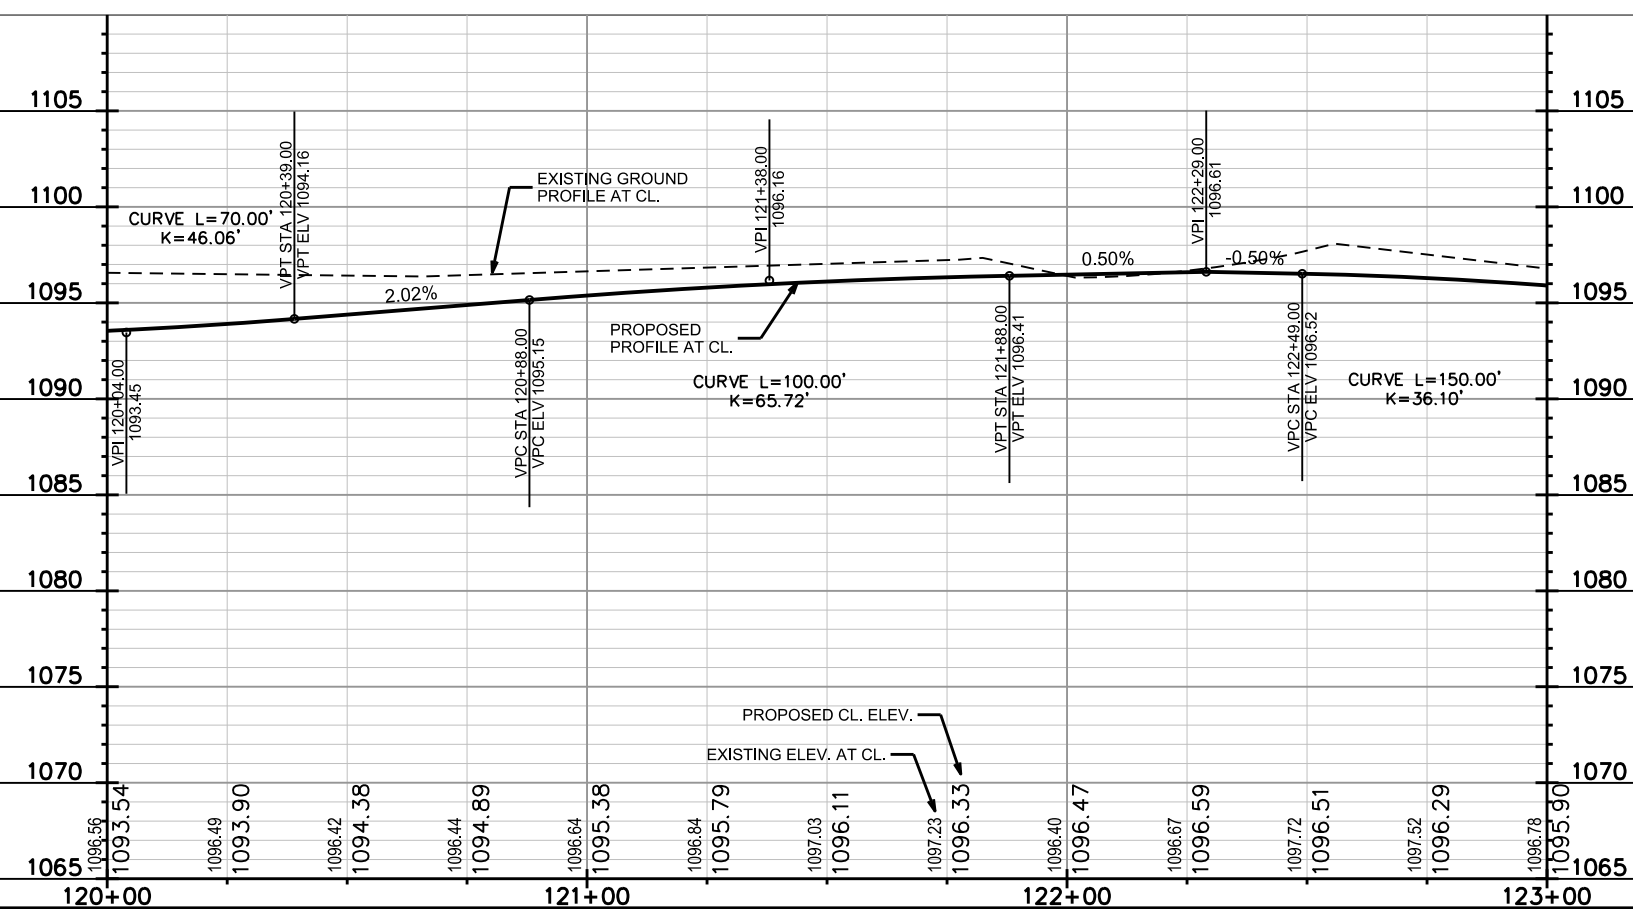 1105
1105
1100
1100
1095
1095
1090
1090
1085
1085
1080
1080
1075
1075
1070
1070
1065
1065
CURVE L=70.00'
K=46.06'
VPT STA 120+39.00
VPT ELV 1094.16
EXISTING GROUND
PROFILE AT CL.
VPI 121+38.00
1096.16
VPI 122+29.00
1096.61
2.02%
0.50%
-0.50%
VPI 120+04.00
1093.45
VPC STA 120+88.00
VPC ELV 1095.15
PROPOSED
PROFILE AT CL.
CURVE L=100.00'
K=65.72'
VPT STA 121+88.00
VPT ELV 1096.41
VPC STA 122+49.00
VPC ELV 1096.52
CURVE L=150.00'
K=36.10'
PROPOSED CL. ELEV.
EXISTING ELEV. AT CL.
1096.56
1093.54
1096.49
1093.90
1096.42
1094.38
1096.44
1094.89
1096.64
1095.38
1096.84
1095.79
1097.03
1096.11
1097.23
1096.33
1096.40
1096.47
1096.67
1096.59
1097.72
1096.51
1097.52
1096.29
1096.78
1095.90
120+00
121+00
122+00
123+00